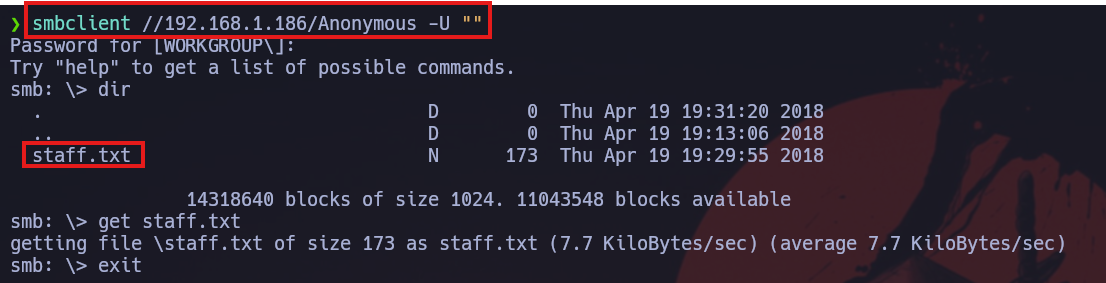 ❯ smbclient //192.168.1.186/Anonymous -U ""
Password for [WORKGROUP\]:
Try "help" to get a list of possible commands.
smb: \> dir
  .                                   D        0  Thu Apr 19 19:31:20 2018
  ..                                  D        0  Thu Apr 19 19:13:06 2018
  staff.txt                           N      173  Thu Apr 19 19:29:55 2018
                14318640 blocks of size 1024. 11043548 blocks available
smb: \> get staff.txt
getting file \staff.txt of size 173 as staff.txt (7.7 KiloBytes/sec) (average 7.7 KiloBytes/sec)
smb: \> exit